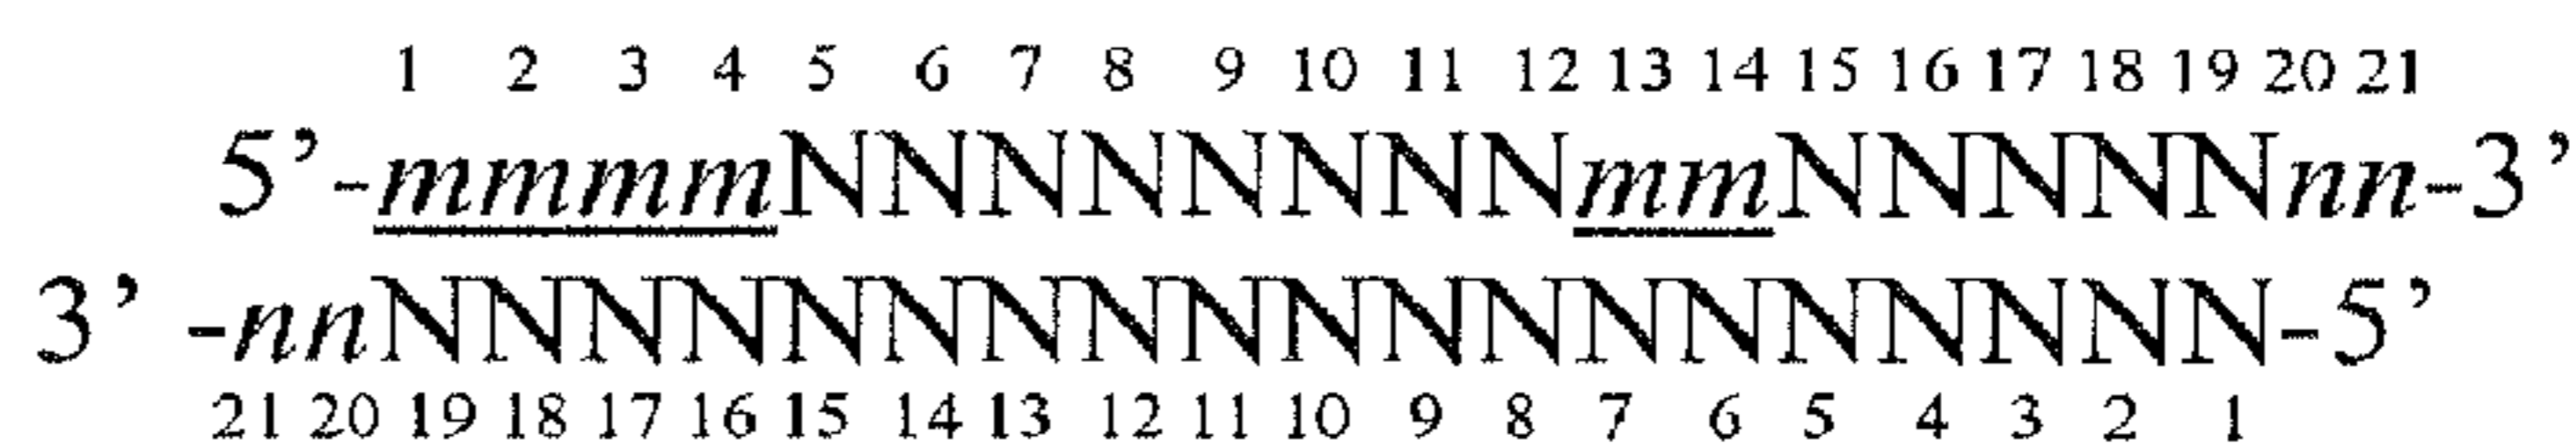 1 2 3 4 5 6 7 8 9 10 11 12 13 14 15 16 17 18 19 20 21
5’-mmmmNNNNNNNNmmNNNNNnn-3’
3’-nnNNNNNNNNNNNNNNNNNNN-5’
21 20 19 18 17 16 15 14 13 12 11 10 9 8 7 6 5 4 3 2 1